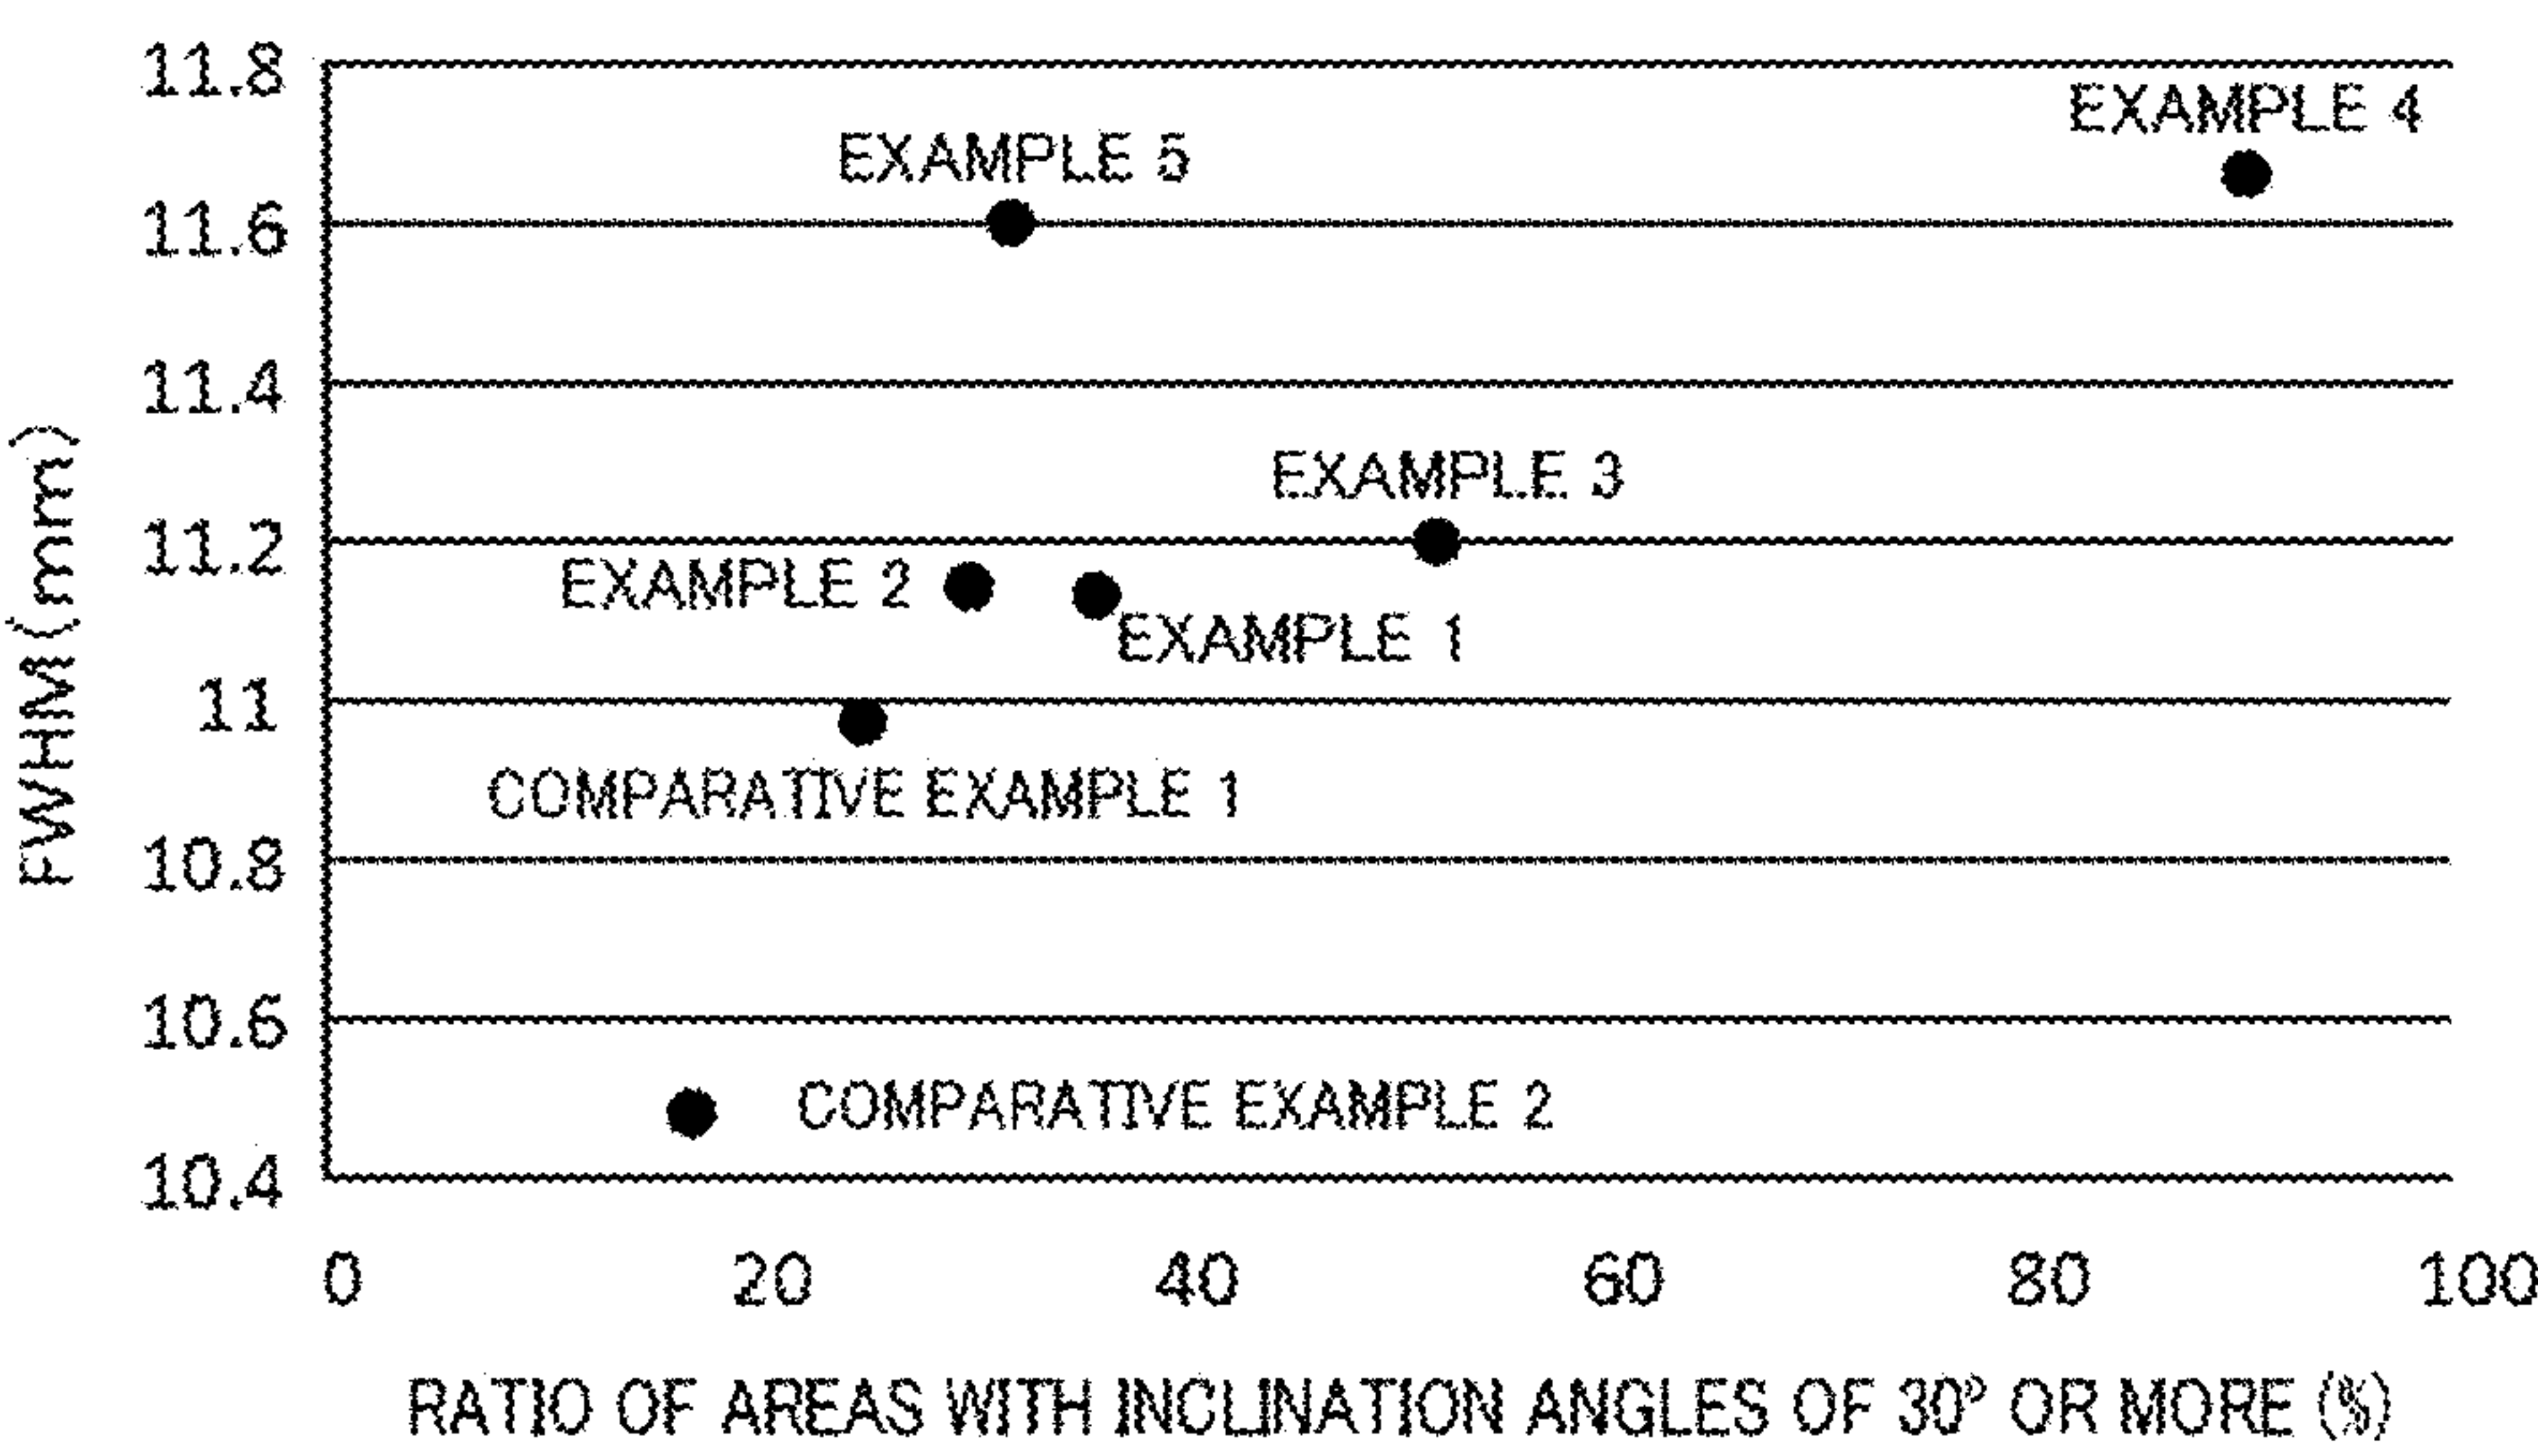 11.8
EXAMPLE 4
EXAMPLE 5
11.6
11.4
EXAMPLE 3
11.2
EXAMPLE 2
EXAMPLE 1
11
COMPARATIVE EXAMPLE 1
10.8
10.6
COMPARATIVE EXAMPLE 2
10.4
FWHM (mm)
0 20 40 60 80 100
RATIO OF AREAS WITH INCLINATION ANGLES OF 30° OR MORE (%)